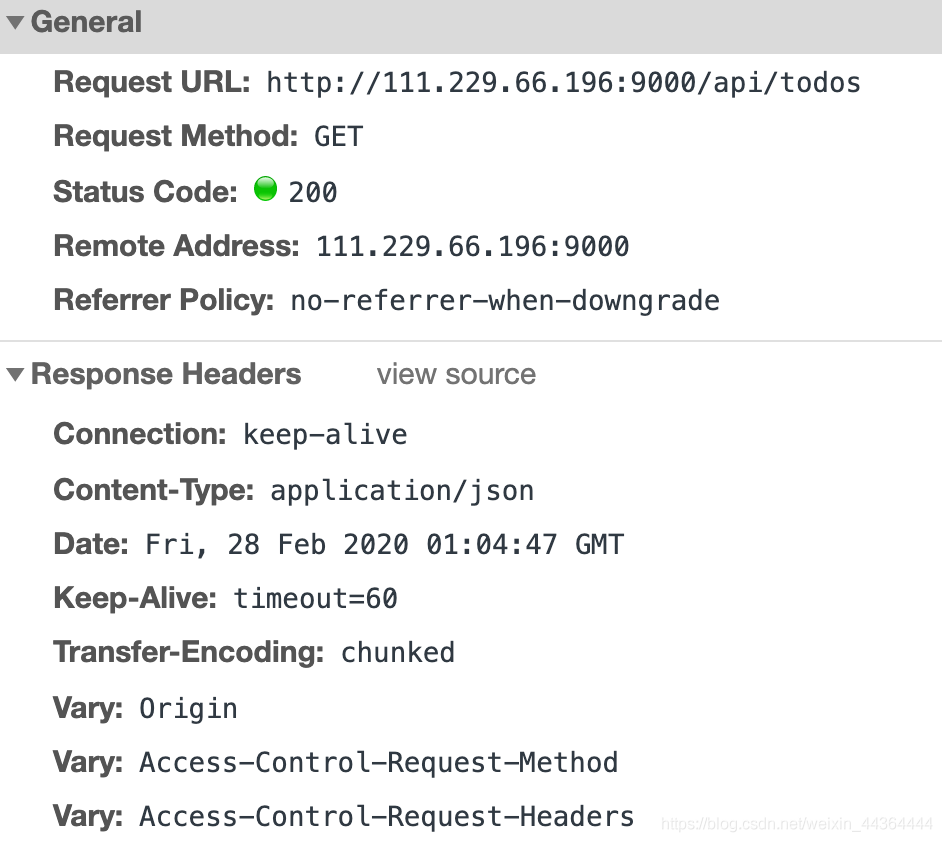 General
Request URL: http://111.229.66.196:9000/api/todos
Request Method: GET
Status Code: 200
Remote Address: 111.229.66.196:9000
Referrer Policy: no-referrer-when-downgrade
Response Headers view source
Connection: keep-alive
Content-Type: application/json
Date: Fri, 28 Feb 2020 01:04:47 GMT
Keep-Alive: timeout=60
Transfer-Encoding: chunked
Vary: Origin
Vary: Access-Control-Request-Method
Vary: Access-Control-Request-Headers
https://blog.csdn.net/weixin_44364444